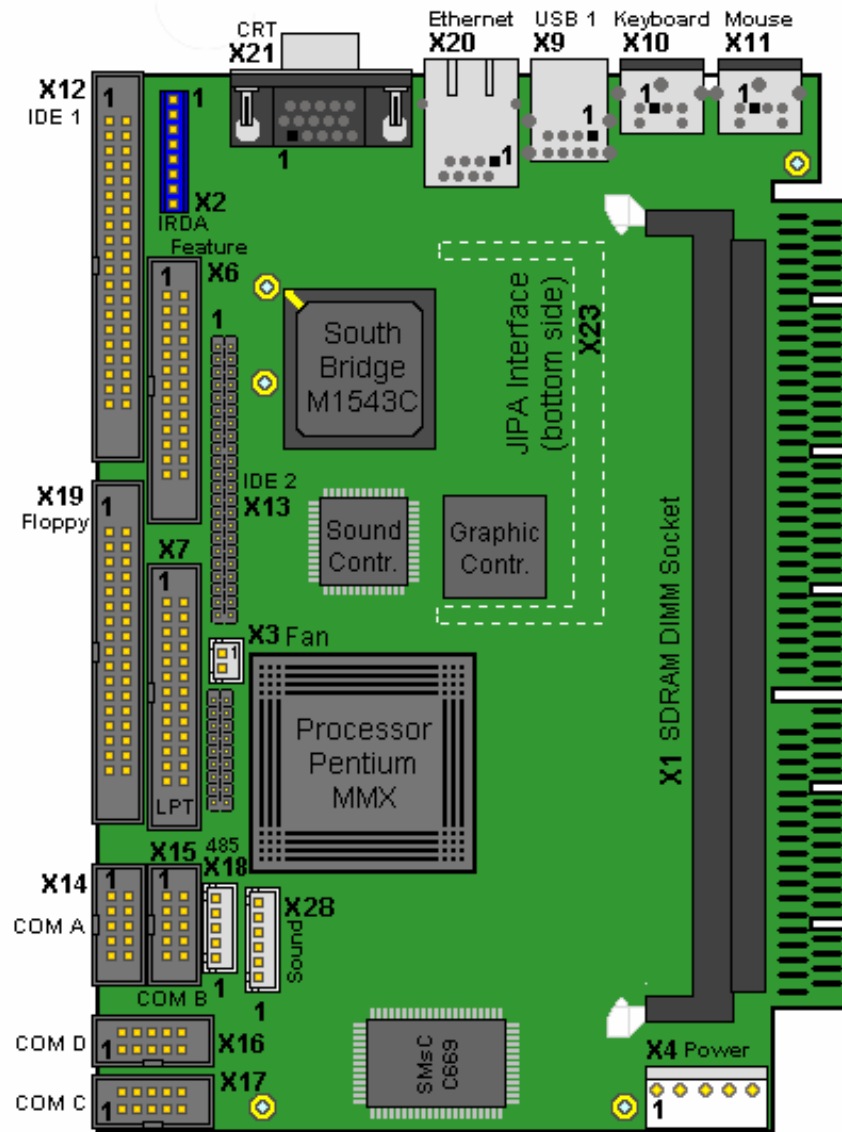 CRT
X21
Ethernet
X20
USB 1
X9
Keyboard
X10
Mouse
X11
X12
IDE 1
1
1
1
1
1
1
1
X2
IRDA
Feature
X6
1
1
South
Bridge
M1543C
JIPA Interface
(bottom side)
X23
X19
Floppy
1
IDE 2
X13
Sound
Contr.
Graphic
Contr.
SDRAM DIMM Socket
X1
X7
1
X3 Fan
1
Processor
Pentium
MMX
LPT
X14
COM A
1
X15
1
485
X18
1
X28
Sound
1
COM B
COM D
1
X16
COM C
1
X17
SMsC
C669
X4 Power
1